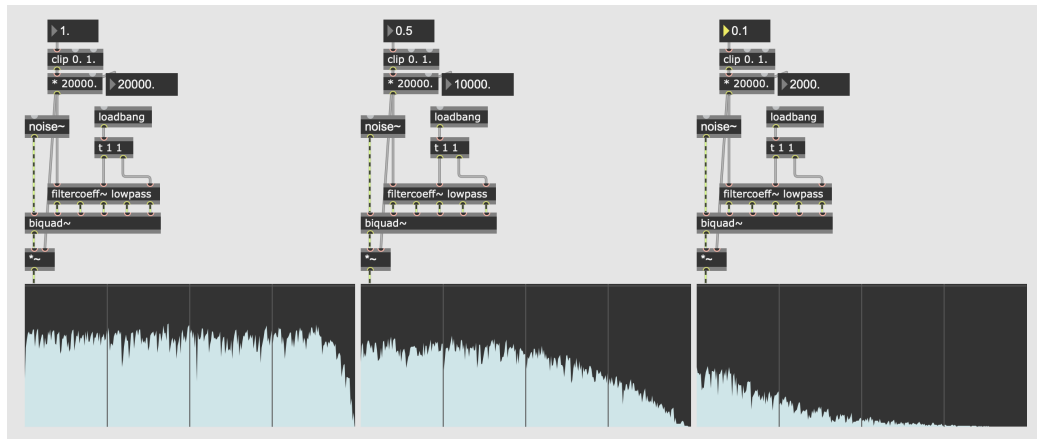 1.
clip 0. 1.
* 20000.
20000.
loadbang
noise~
t 1 1
filtercoeff~ lowpass
biquad~
*~
0.5
clip 0. 1.
* 20000.
10000.
loadbang
noise~
t 1 1
filtercoeff~ lowpass
biquad~
*~
0.1
clip 0. 1.
* 20000.
2000.
loadbang
noise~
t 1 1
filtercoeff~ lowpass
biquad~
*~